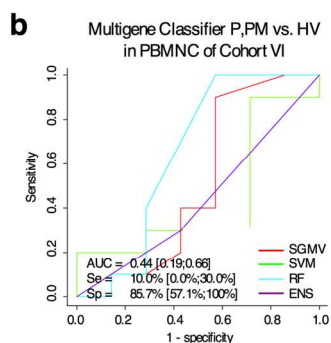 b
Multigene Classifier P,PM vs. HV
in PBMNC of Cohort VI
1.0
0.8
0.6
0.4
0.2
0.0
Sensitivity
AUC = 0.44 [0.19;0.66]
Se = 10.0% [0.0%;30.0%]
Sp = 85.7% [57.1%;100%]
SGMV
SVM
RF
ENS
0.0 0.2 0.4 0.6 0.8 1.0
1 - specificity